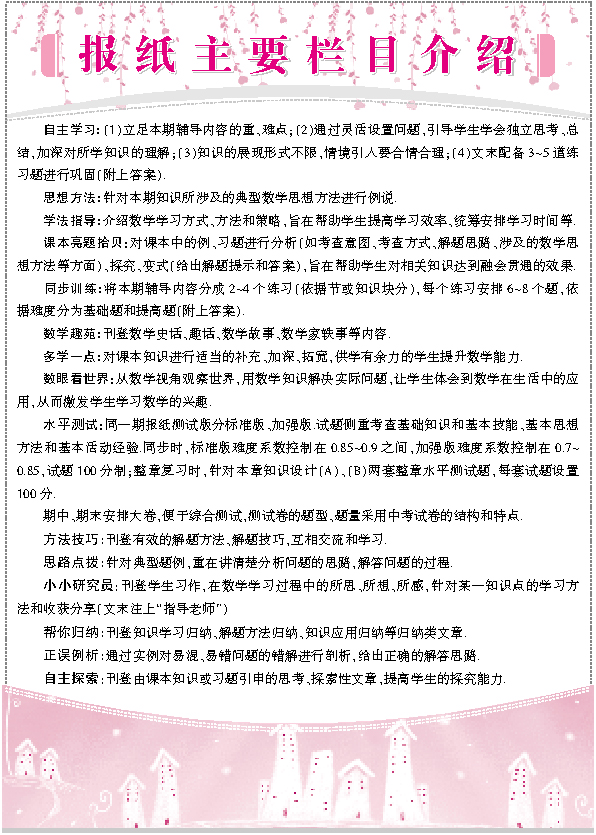 报纸主要栏目介绍
自主学习:(1)立足本期辅导内容的重、难点;(2)通过灵活设置问题,引导学生学会独立思考、总
结,加深对所学知识的理解;(3)知识的展现形式不限,情境引人要合情合理;(4)文末配备3~5道练
习题进行巩固(附上答案).
思想方法:针对本期知识所涉及的典型数学思想方法进行例说.
学法指导:介绍数学学习方式、方法和策略,旨在帮助学生提高学习效率、统筹安排学习时间等.
课本亮题拾贝:对课本中的例、习题进行分析(如考查意图、考查方式、解题思路、涉及的数学思
想方法等方面)、探究、变式(给出解题提示和答案),旨在帮助学生对相关知识达到融会贯通的效果.
同步训练:将本期辅导内容分成2~4个练习(依据节或知识块分),每个练习安排6~8个题,依
据难度分为基础题和提高题(附上答案).
数学趣苑:刊登数学史话、趣话、数学故事、数学家轶事等内容.
多学一点:对课本知识进行适当的补充、加深、拓宽,供学有余力的学生提升数学能力.
数眼看世界:从数学视角观察世界,用数学知识解决实际问题,让学生体会到数学在生活中的应
用,从而激发学生学习数学的兴趣.
水平测试:同一期报纸测试版分标准版、加强版.试题侧重考查基础知识和基本技能、基本思想
方法和基本活动经验.同步时,标准版难度系数控制在0.85~0.9之间,加强版难度系数控制在0.7~
0.85,试题100分制;整章复习时,针对本章知识设计(A)、(B)两套整章水平测试题,每套试题设置
100分.
期中、期末安排大卷,便于综合测试,测试卷的题型、题量采用中考试卷的结构和特点.
方法技巧:刊登有效的解题方法、解题技巧,互相交流和学习.
思路点拨:针对典型题例,重在讲清楚分析问题的思路,解答问题的过程.
小小研究员:刊登学生习作,在数学学习过程中的所思、所想、所感,针对某一知识点的学习方
法和收获分享(文末注上“指导老师”)
帮你归纳:刊登知识学习归纳、解题方法归纳、知识应用归纳等归纳类文章.
正误例析:通过实例对易混、易错问题的错解进行剖析,给出正确的解答思路.
自主探索:刊登由课本知识或习题引申的思考、探索性文章,提高学生的探究能力.